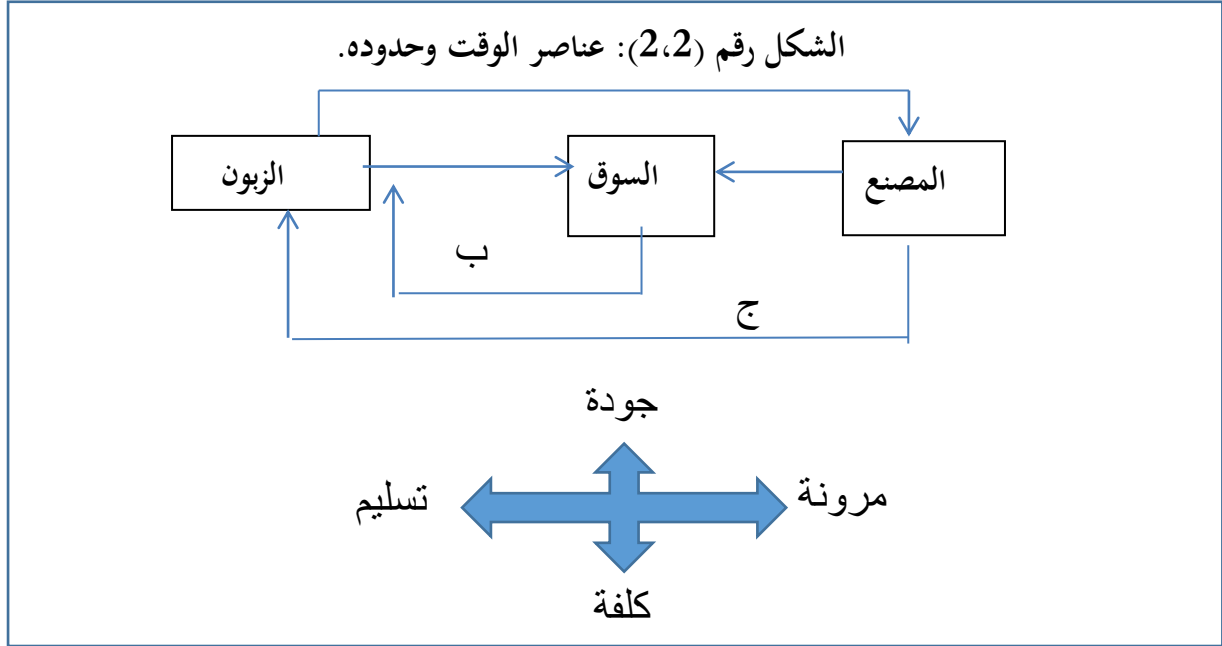 الشكل رقم (2،2): عناصر الوقت وحدوده.
المصنع
السوق
الزبون
ب
ج
جودة
مرونة
تسليم
كلفة